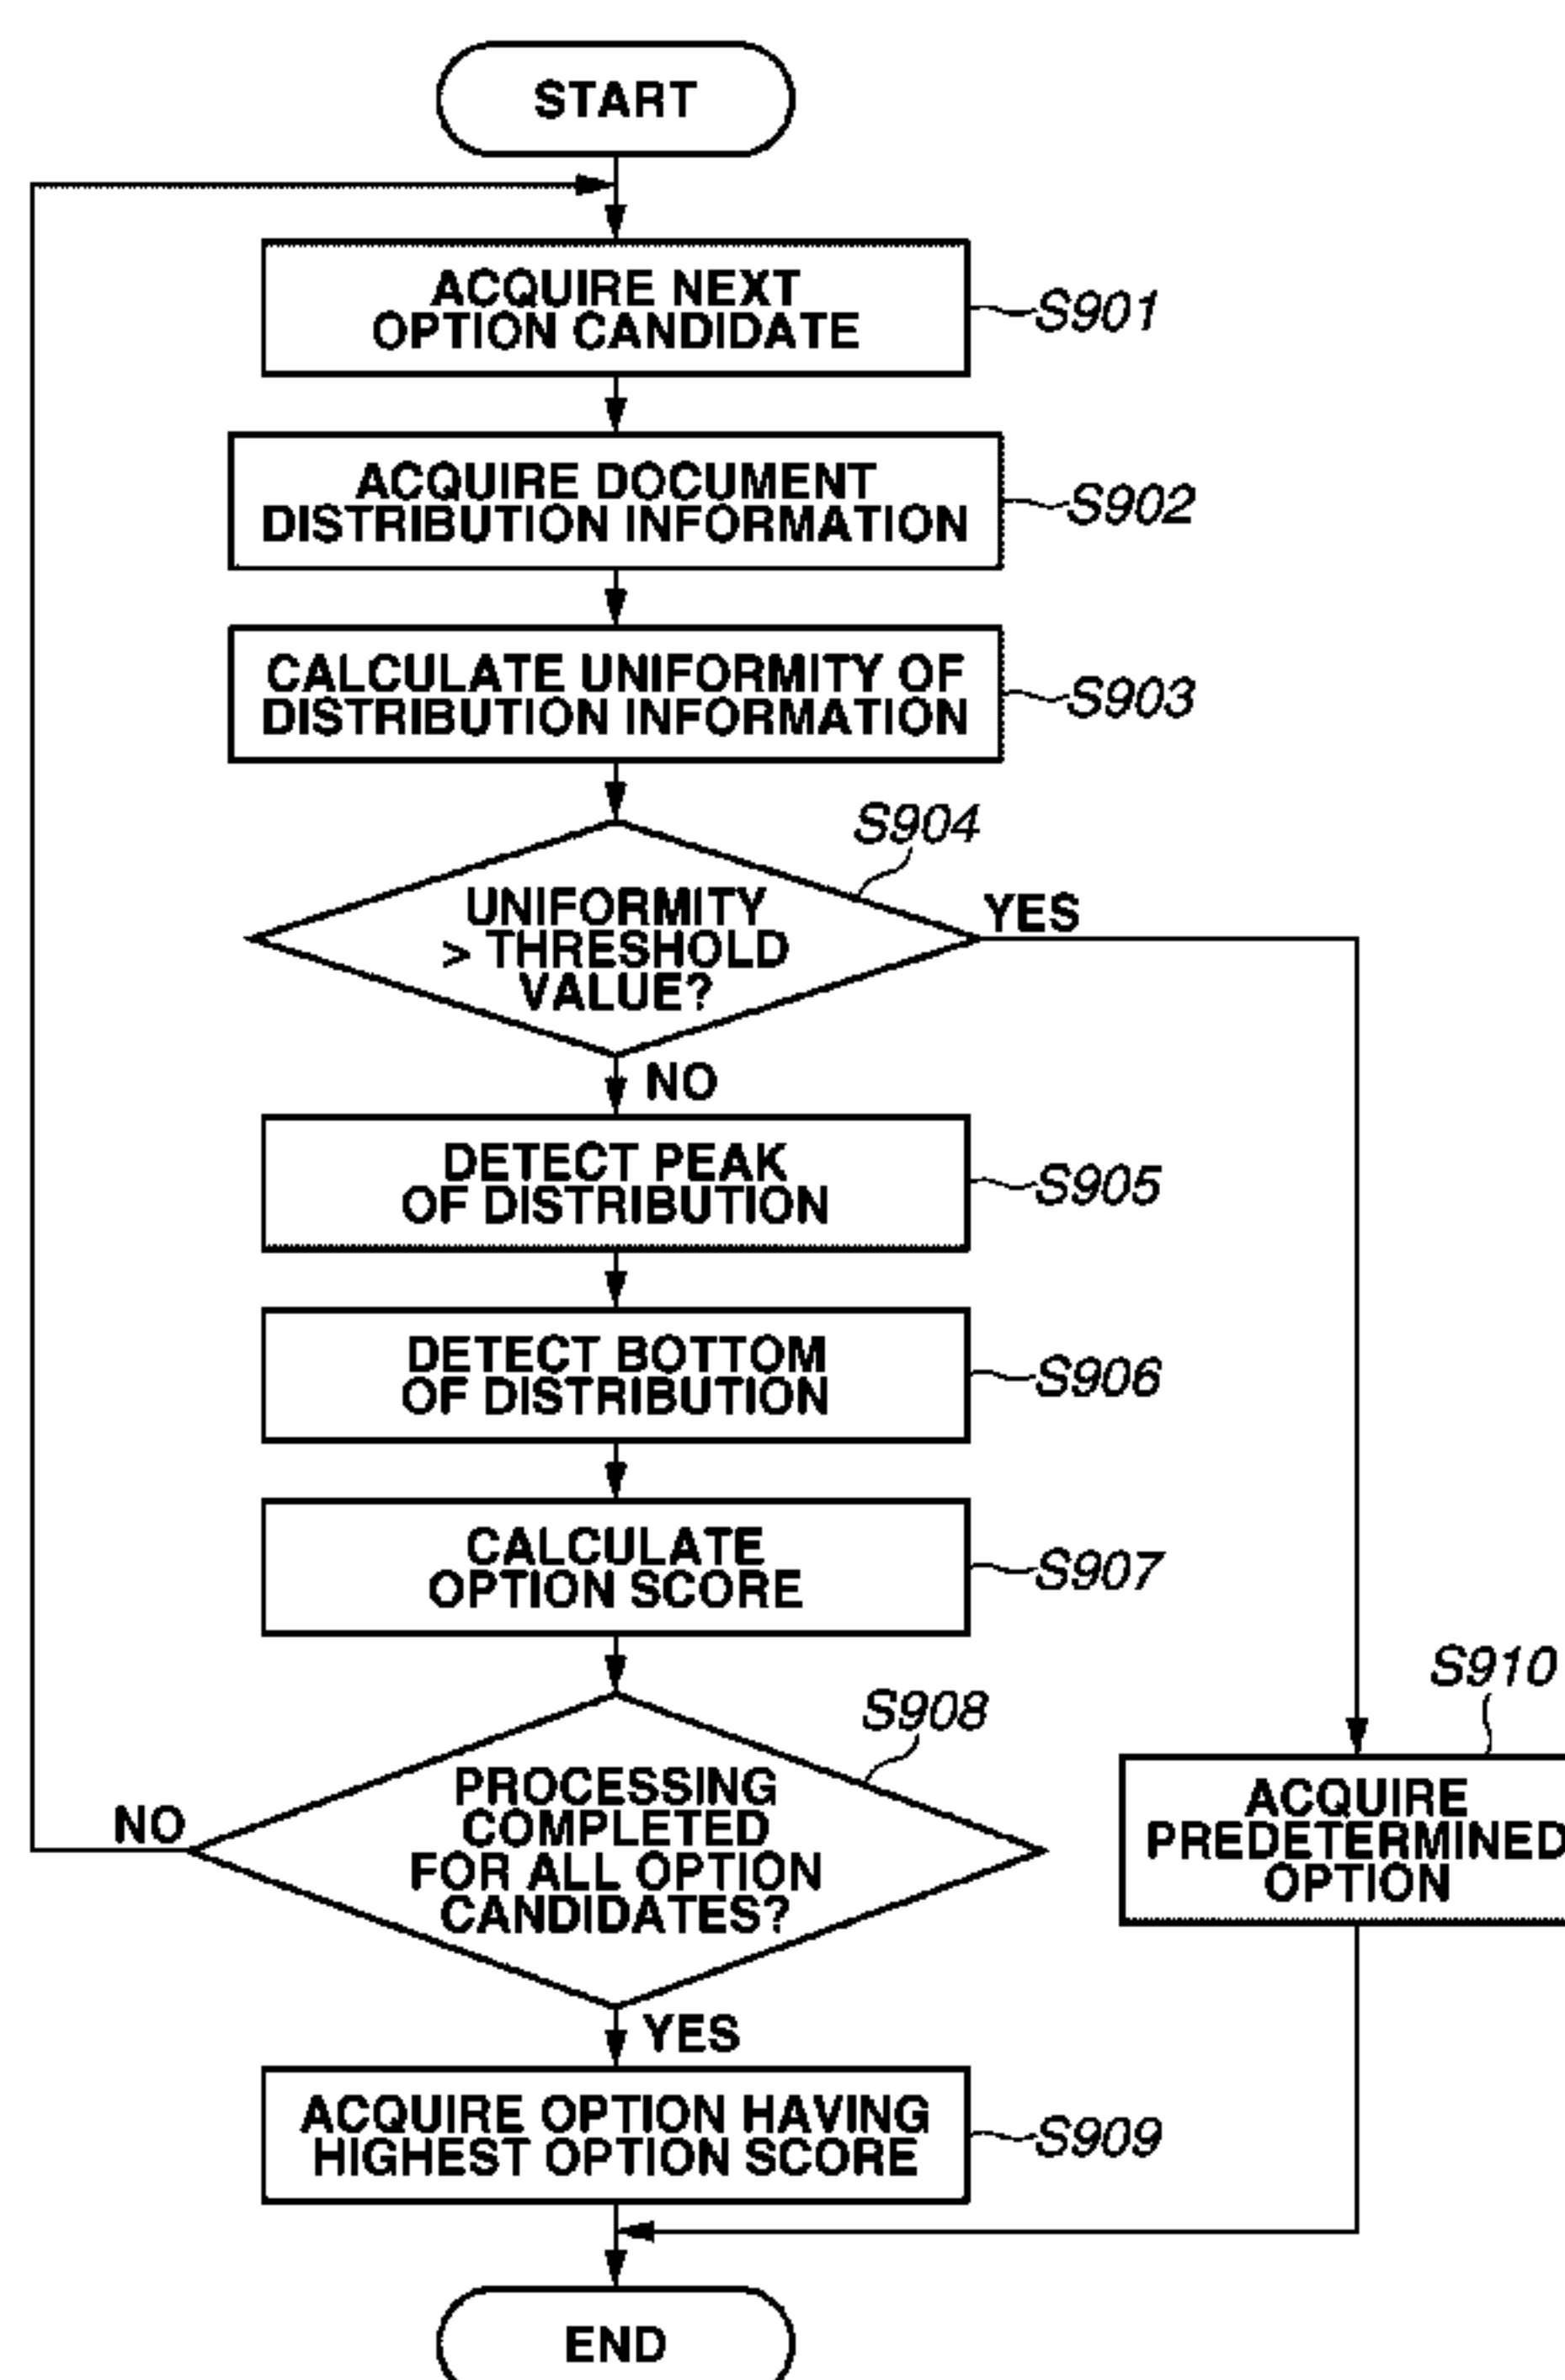 START
ACQUIRE NEXT
OPTION CANDIDATE
S901
ACQUIRE DOCUMENT
DISTRIBUTION INFORMATION
S902
CALCULATE UNIFORMITY OF
DISTRIBUTION INFORMATION
S903
S904
UNIFORMITY
> THRESHOLD
VALUE?
YES
NO
DETECT PEAK
OF DISTRIBUTION
S905
DETECT BOTTOM
OF DISTRIBUTION
S906
CALCULATE
OPTION SCORE
S907
S908
PROCESSING
COMPLETED
FOR ALL OPTION
CANDIDATES?
NO
YES
S910
ACQUIRE
PREDETERMINED
OPTION
ACQUIRE OPTION HAVING
HIGHEST OPTION SCORE
S909
END